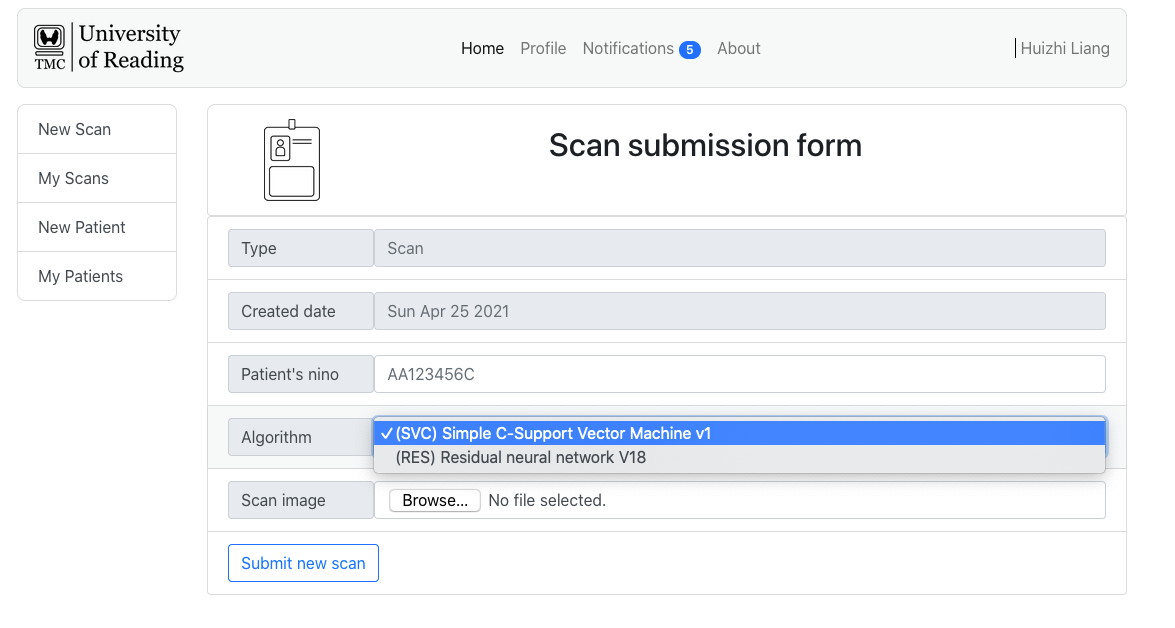 University
of Reading
TMC
Home Profile Notifications 5 About
Huizhi Liang
New Scan
My Scans
New Patient
My Patients
Scan submission form
Type Scan
Created date Sun Apr 25 2021
Patient's nino AA123456C
Algorithm
✓ (SVC) Simple C-Support Vector Machine v1
(RES) Residual neural network V18
Scan image Browse... No file selected.
Submit new scan